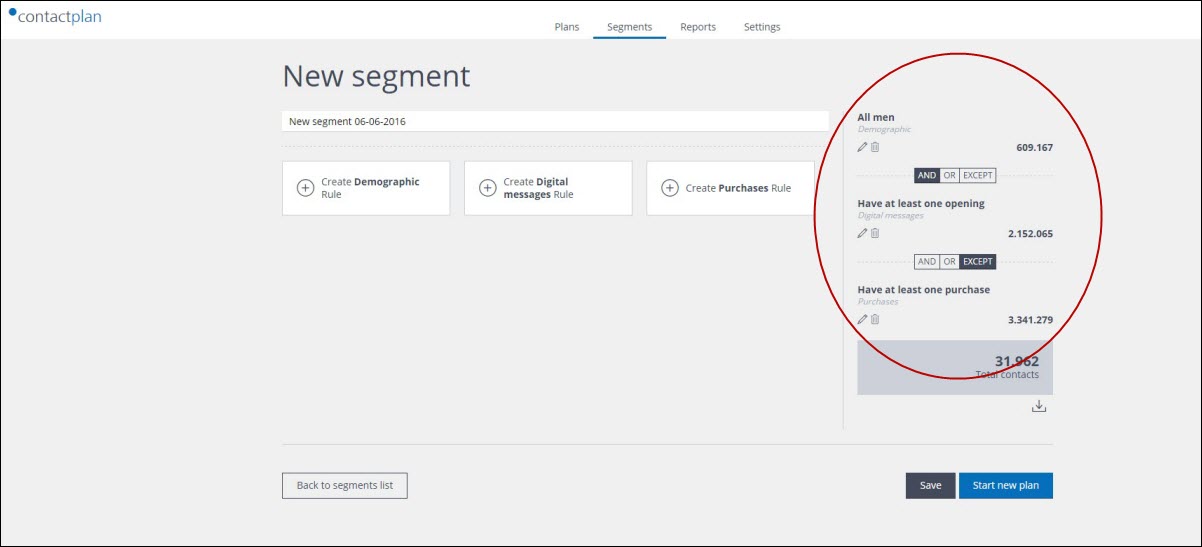 contactplan
Plans Segments Reports Settings
New segment
New segment 06-06-2016
Create Demographic
Rule
Create Digital
messages Rule
Create Purchases Rule
All men
Demographic
609.167
AND OR EXCEPT
Have at least one opening
Digital messages
2.152.065
AND OR EXCEPT
Have at least one purchase
Purchases
3.341.279
31.962
Total contacts
Back to segments list
Save
Start new plan